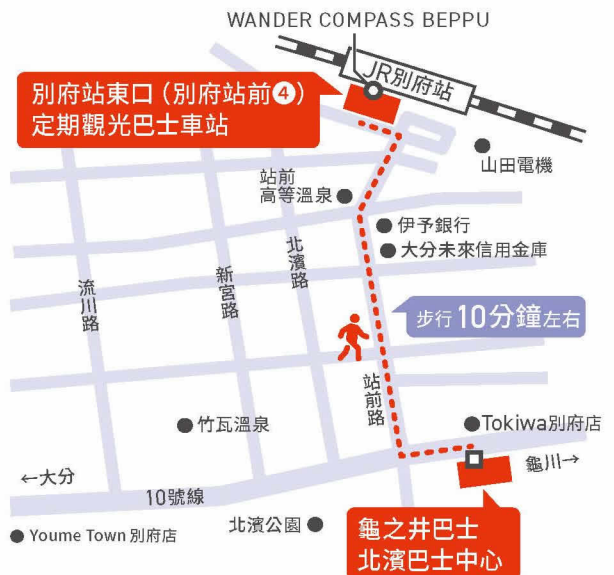 WANDER COMPASS BEPPU
JR別府站
別府站東口（別府站前❹）
定期觀光巴士車站
山田電機
站前
高等溫泉
伊予銀行
大分未來信用金庫
北濱路
新宮路
流川路
步行10分鐘左右
站前路
竹瓦溫泉
Tokiwa別府店
←大分
龜川→
10號線
北濱公園
Youme Town 別府店
龜之井巴士
北濱巴士中心